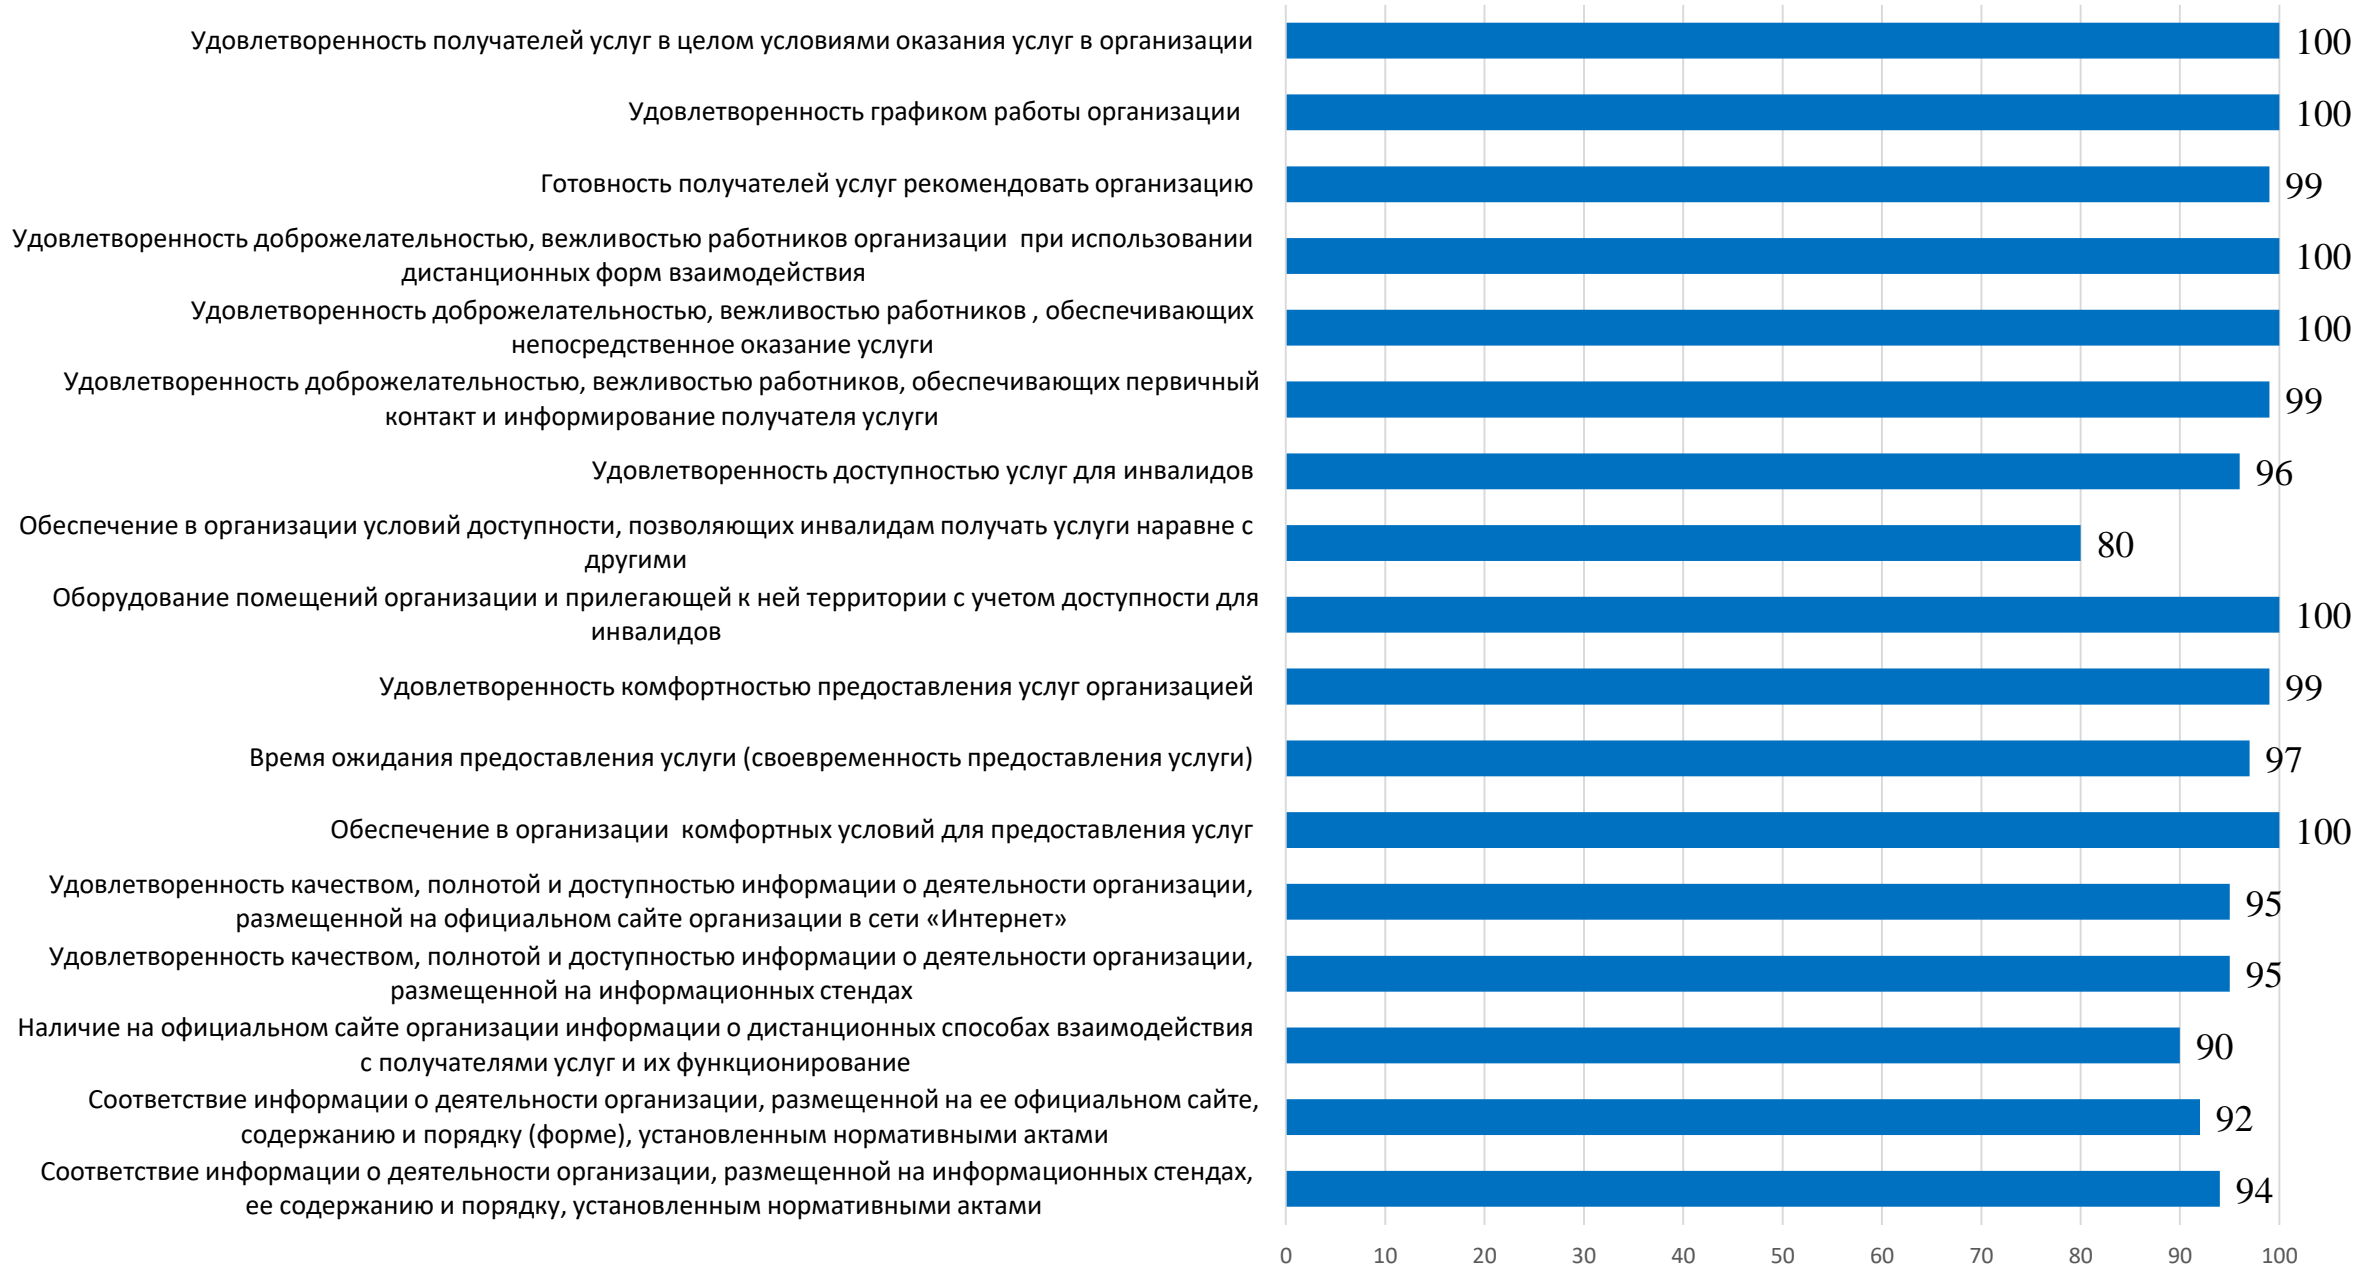 Удовлетворенность получателей услуг в целом условиями оказания услуг в организации
100
Удовлетворенность графиком работы организации
100
Готовность получателей услуг рекомендовать организацию
99
Удовлетворенность доброжелательностью, вежливостью работников организации при использовании
дистанционных форм взаимодействия
100
Удовлетворенность доброжелательностью, вежливостью работников , обеспечивающих
непосредственное оказание услуги
100
Удовлетворенность доброжелательностью, вежливостью работников, обеспечивающих первичный
контакт и информирование получателя услуги
99
Удовлетворенность доступностью услуг для инвалидов
96
Обеспечение в организации условий доступности, позволяющих инвалидам получать услуги наравне с
другими
80
Оборудование помещений организации и прилегающей к ней территории с учетом доступности для
инвалидов
100
Удовлетворенность комфортностью предоставления услуг организацией
99
Время ожидания предоставления услуги (своевременность предоставления услуги)
97
Обеспечение в организации комфортных условий для предоставления услуг
100
Удовлетворенность качеством, полнотой и доступностью информации о деятельности организации,
размещенной на официальном сайте организации в сети «Интернет»
95
Удовлетворенность качеством, полнотой и доступностью информации о деятельности организации,
размещенной на информационных стендах
95
Наличие на официальном сайте организации информации о дистанционных способах взаимодействия
с получателями услуг и их функционирование
90
Соответствие информации о деятельности организации, размещенной на ее официальном сайте,
содержанию и порядку (форме), установленным нормативными актами
92
Соответствие информации о деятельности организации, размещенной на информационных стендах,
ее содержанию и порядку, установленным нормативными актами
94
0 10 20 30 40 50 60 70 80 90 100